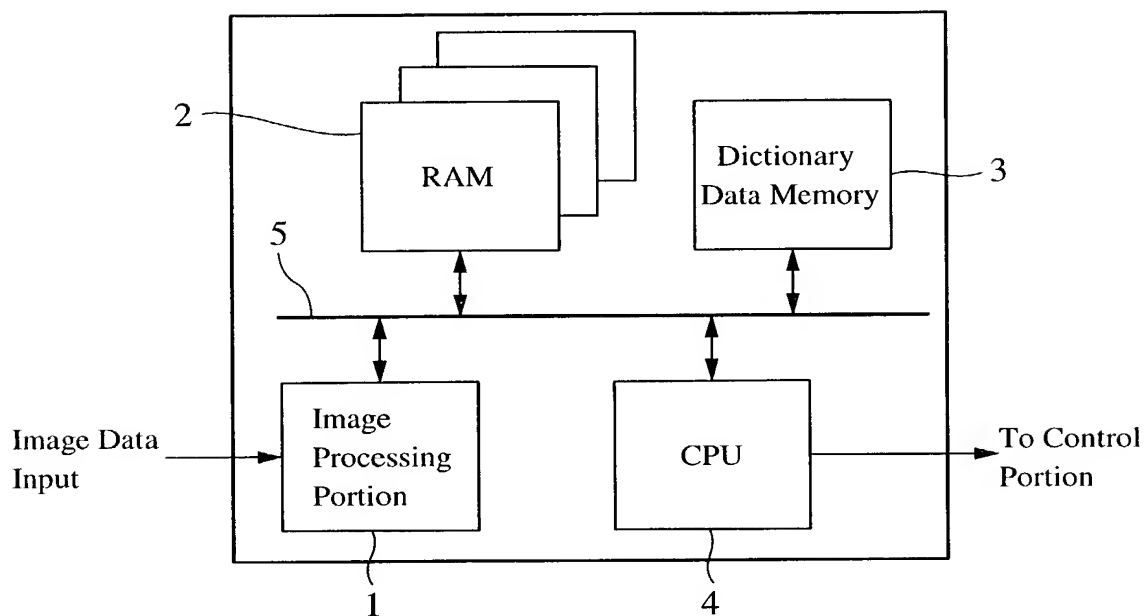 2
RAM
Dictionary
Data Memory
3
5
Image Data
Input
Image
Processing
Portion
CPU
To Control
Portion
1
4